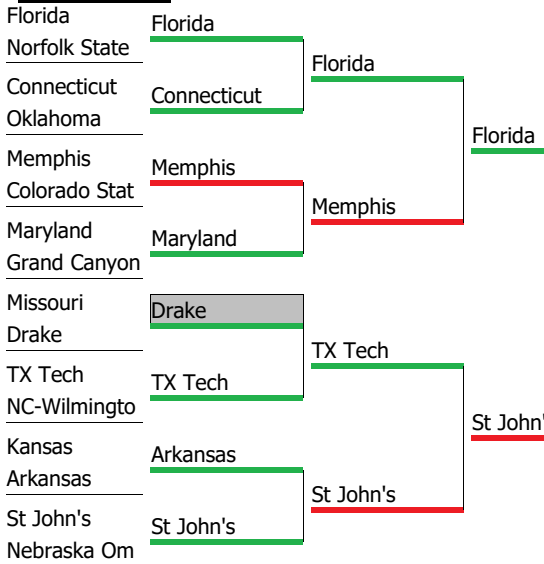 Florida
Norfolk State
Connecticut
Oklahoma
Memphis
Colorado Stat
Maryland
Grand Canyon
Missouri
Drake
TX Tech
NC-Wilmingto
Kansas
Arkansas
St John's
Nebraska Om
Florida
Connecticut
Memphis
Maryland
Drake
TX Tech
Arkansas
St John's
Florida
Memphis
TX Tech
St John's
Florida
St John'